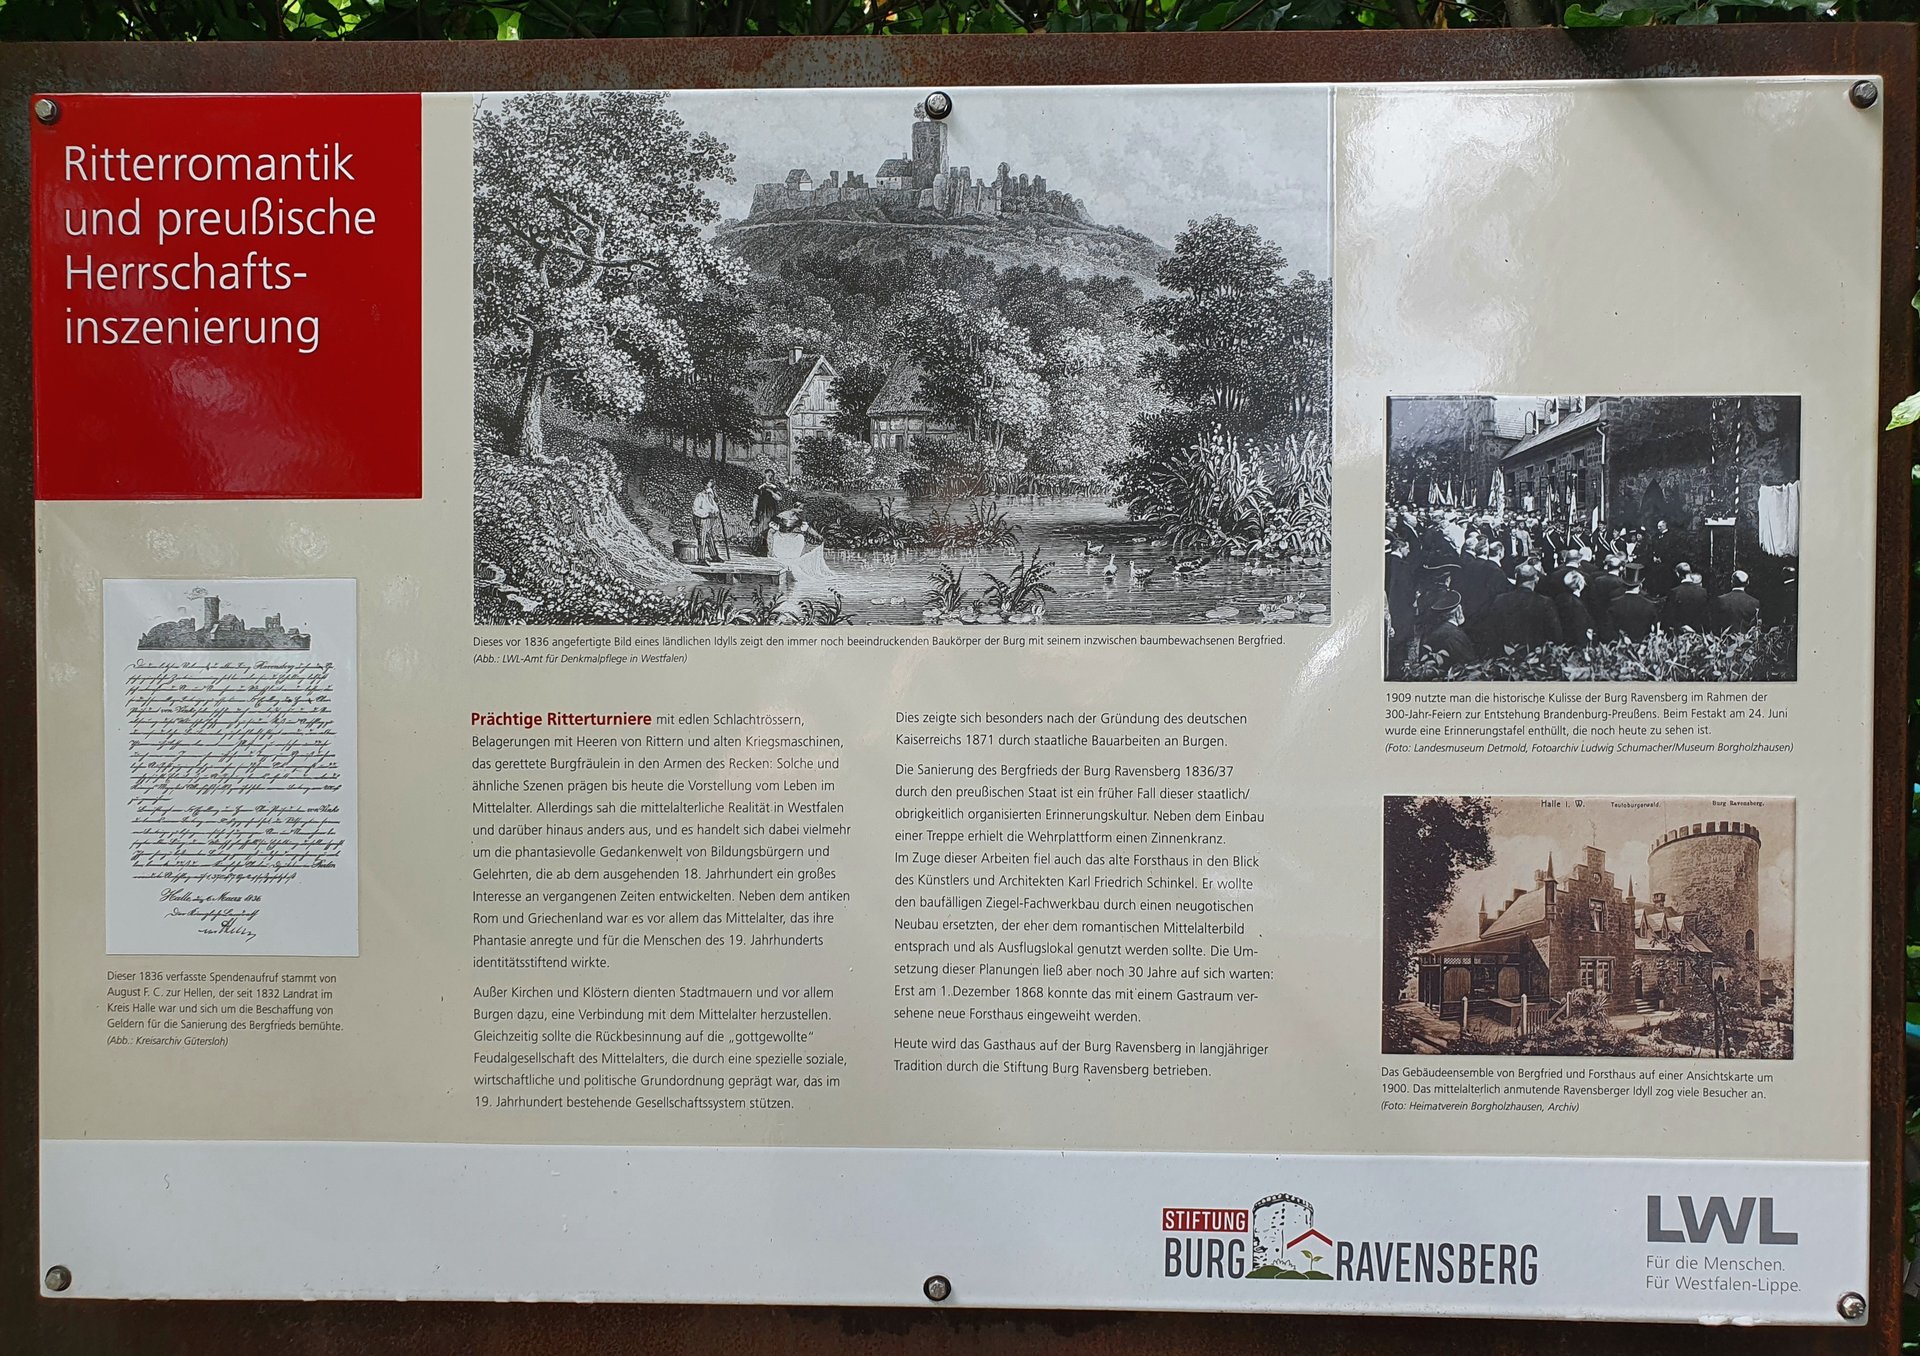 Ritterromantik
und preußische
Herrschafts-
inszenierung
Dieses vor 1836 angefertigte Bild eines ländlichen Idylls zeigt den immer noch beeindruckenden Baukörper der Burg mit seinem inzwischen baumbewachsenen Bergfried.
(Abb.: LWL-Amt für Denkmalpflege in Westfalen)
Halle, 6 Maerz 1836
Dieser 1836 verfasste Spendenaufruf stammt von
August F. C. zur Hellen, der seit 1832 Landrat im
Kreis Halle war und sich um die Beschaffung von
Geldern für die Sanierung des Bergfrieds bemühte.
(Abb.: Kreisarchiv Gütersloh)
Prächtige Ritterturniere mit edlen Schlachtrössern,
Belagerungen mit Heeren von Rittern und alten Kriegsmaschinen,
das gerettete Burgfräulein in den Armen des Recken: Solche und
ähnliche Szenen prägen bis heute die Vorstellung vom Leben im
Mittelalter. Allerdings sah die mittelalterliche Realität in Westfalen
und darüber hinaus anders aus, und es handelt sich dabei vielmehr
um die phantasievolle Gedankenwelt von Bildungsbürgern und
Gelehrten, die ab dem ausgehenden 18. Jahrhundert ein großes
Interesse an vergangenen Zeiten entwickelten. Neben dem antiken
Rom und Griechenland war es vor allem das Mittelalter, das ihre
Phantasie anregte und für die Menschen des 19. Jahrhunderts
identitätsstiftend wirkte.
Außer Kirchen und Klöstern dienten Stadtmauern und vor allem
Burgen dazu, eine Verbindung mit dem Mittelalter herzustellen.
Gleichzeitig sollte die Rückbesinnung auf die „gottgewollte“
Feudalgesellschaft des Mittelalters, die durch eine spezielle soziale,
wirtschaftliche und politische Grundordnung geprägt war, das im
19. Jahrhundert bestehende Gesellschaftssystem stützen.
Dies zeigte sich besonders nach der Gründung des deutschen
Kaiserreichs 1871 durch staatliche Bauarbeiten an Burgen.
Die Sanierung des Bergfrieds der Burg Ravensberg 1836/37
durch den preußischen Staat ist ein früher Fall dieser staatlich/
obrigkeitlich organisierten Erinnerungskultur. Neben dem Einbau
einer Treppe erhielt die Wehrplattform einen Zinnenkranz.
Im Zuge dieser Arbeiten fiel auch das alte Forsthaus in den Blick
des Künstlers und Architekten Karl Friedrich Schinkel. Er wollte
den baufälligen Ziegel-Fachwerkbau durch einen neugotischen
Neubau ersetzten, der eher dem romantischen Mittelalterbild
entsprach und als Ausflugslokal genutzt werden sollte. Die Um-
setzung dieser Planungen ließ aber noch 30 Jahre auf sich warten:
Erst am 1. Dezember 1868 konnte das mit einem Gastraum ver-
sehene neue Forsthaus eingeweiht werden.
Heute wird das Gasthaus auf der Burg Ravensberg in langjähriger
Tradition durch die Stiftung Burg Ravensberg betrieben.
1909 nutzte man die historische Kulisse der Burg Ravensberg im Rahmen der
300-Jahr-Feiern zur Entstehung Brandenburg-Preußens. Beim Festakt am 24. Juni
wurde eine Erinnerungstafel enthüllt, die noch heute zu sehen ist.
(Foto: Landesmuseum Detmold, Fotoarchiv Ludwig Schumacher/Museum Borgholzhausen)
Halle i. W. Teutoburgerwald. Burg Ravensberg.
Das Gebäudeensemble von Bergfried und Forsthaus auf einer Ansichtskarte um
1900. Das mittelalterlich anmutende Ravensberger Idyll zog viele Besucher an.
(Foto: Heimatverein Borgholzhausen, Archiv)
STIFTUNG
BURG RAVENSBERG
LWL
Für die Menschen.
Für Westfalen-Lippe.